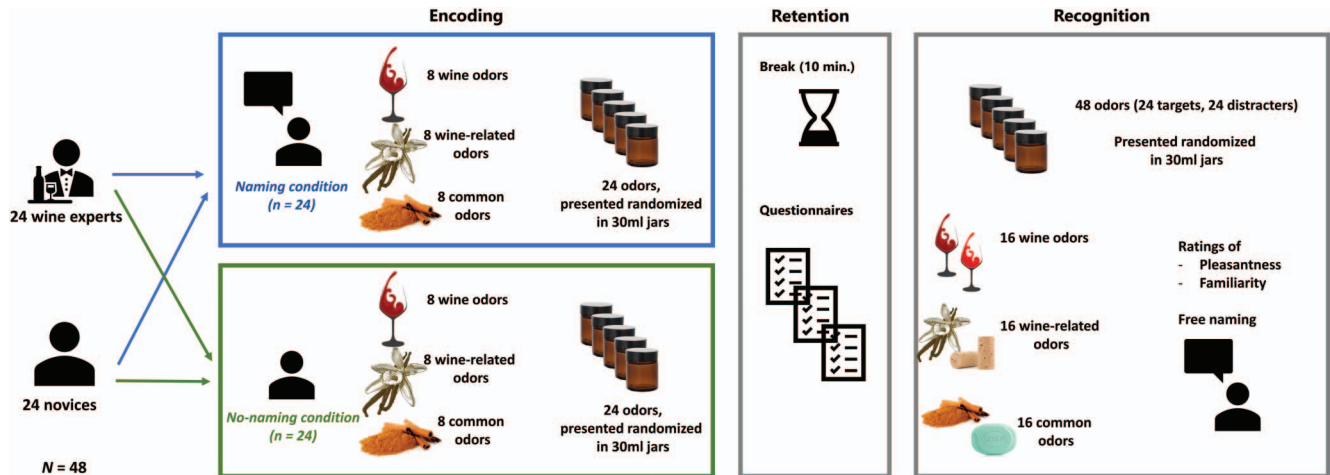 Encoding
Retention
Recognition
24 wine experts
24 novices
N = 48
Naming condition
(n = 24)
8 wine odors
8 wine-related
odors
8 common
odors
24 odors,
presented randomized
in 30ml jars
No-naming condition
(n = 24)
8 wine odors
8 wine-related
odors
8 common
odors
24 odors,
presented randomized
in 30ml jars
Break (10 min.)
Questionnaires
48 odors (24 targets, 24 distracters)
Presented randomized
in 30ml jars
16 wine odors
16 wine-related
odors
16 common
odors
Ratings of
- Pleasantness
- Familiarity
Free naming